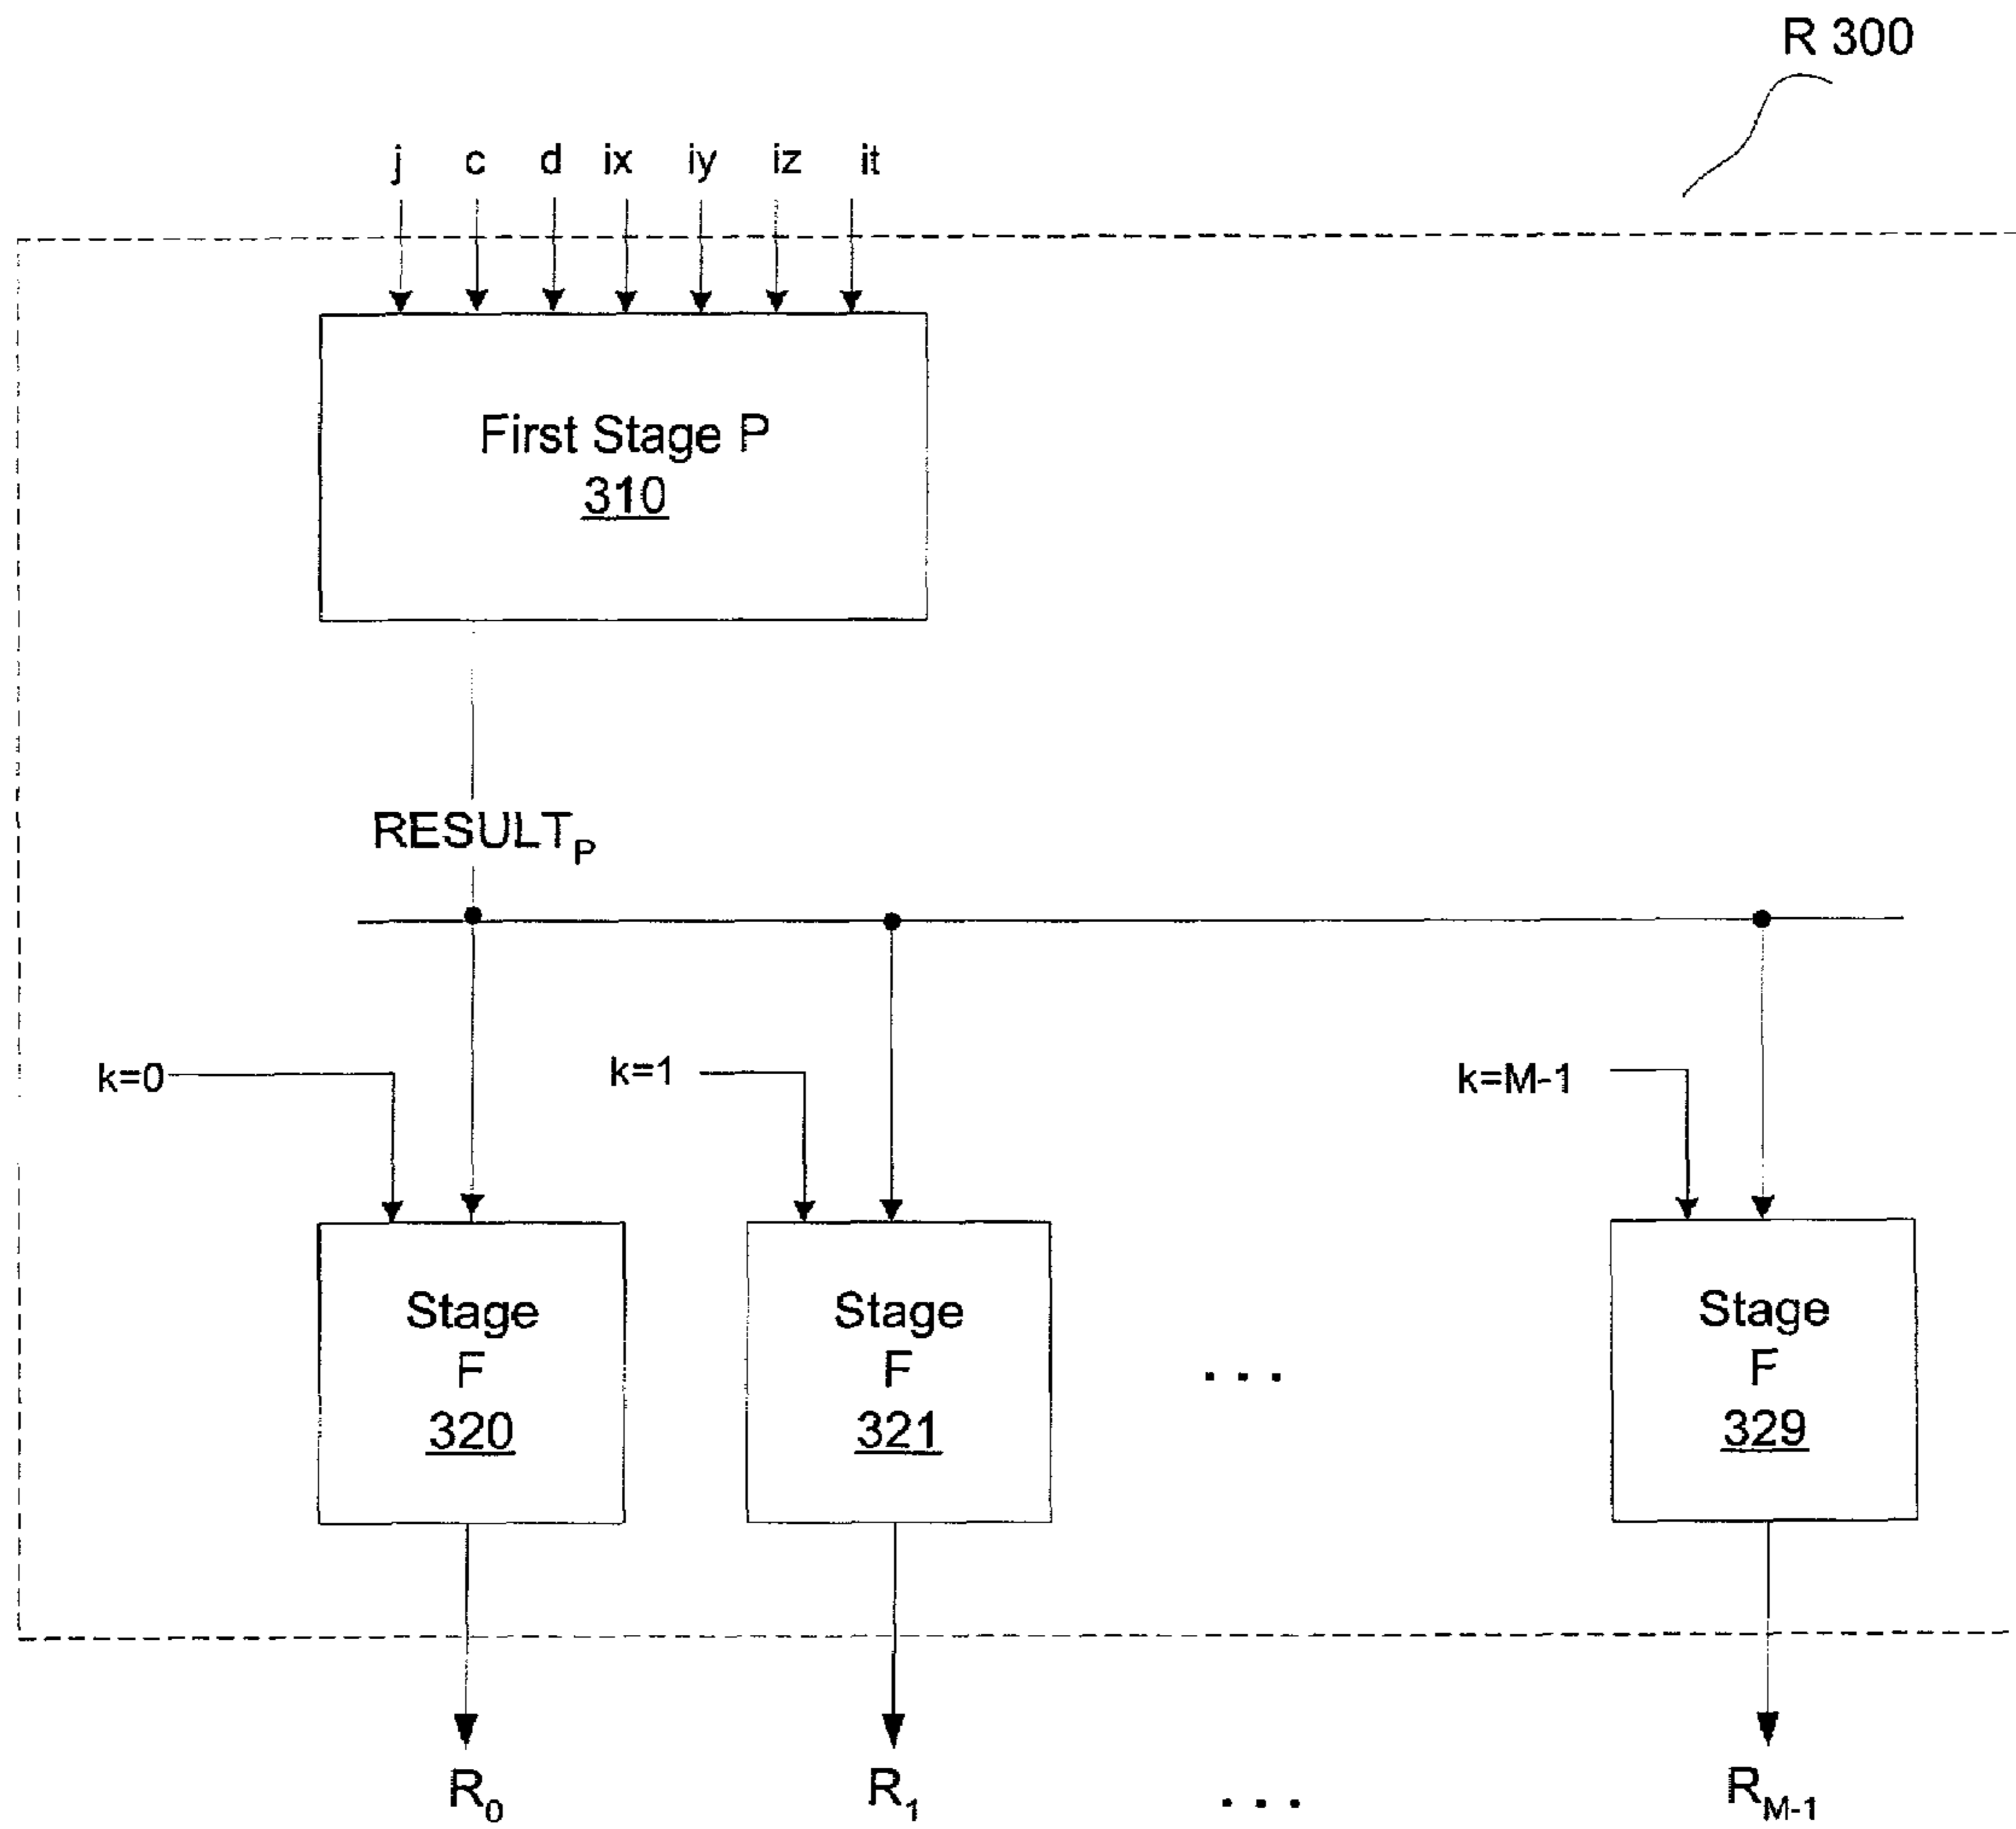 R 300
j c d ix iy iz it
First Stage P
310
RESULTP
k=0 k=1 k=M-1
Stage Stage Stage
F F ... F
320 321 329
R0 R1 ... RM-1